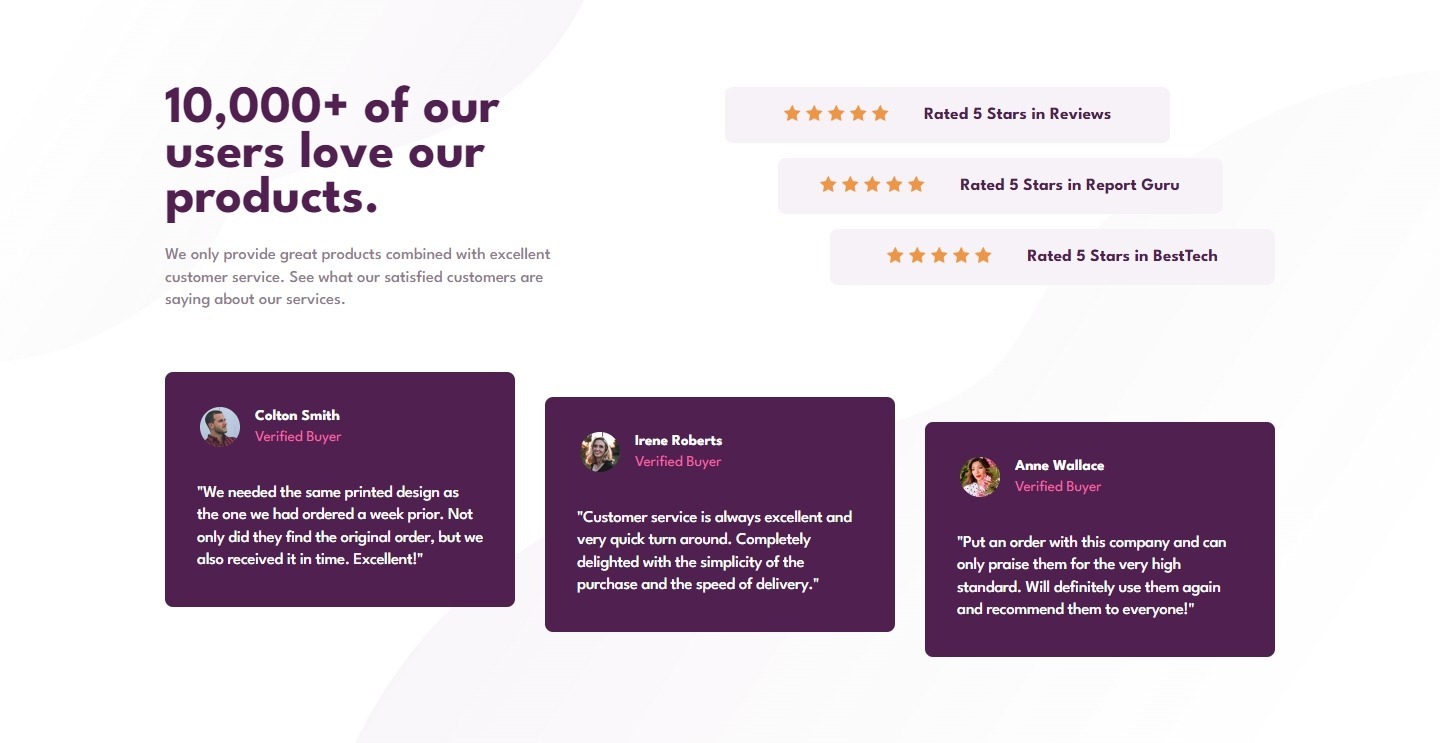 10,000+ of our
users love our
products.
We only provide great products combined with excellent
customer service. See what our satisfied customers are
saying about our services.
Rated 5 Stars in Reviews
Rated 5 Stars in Report Guru
Rated 5 Stars in BestTech
Colton Smith
Verified Buyer
"We needed the same printed design as
the one we had ordered a week prior. Not
only did they find the original order, but we
also received it in time. Excellent!"
Irene Roberts
Verified Buyer
"Customer service is always excellent and
very quick turn around. Completely
delighted with the simplicity of the
purchase and the speed of delivery."
Anne Wallace
Verified Buyer
"Put an order with this company and can
only praise them for the very high
standard. Will definitely use them again
and recommend them to everyone!"